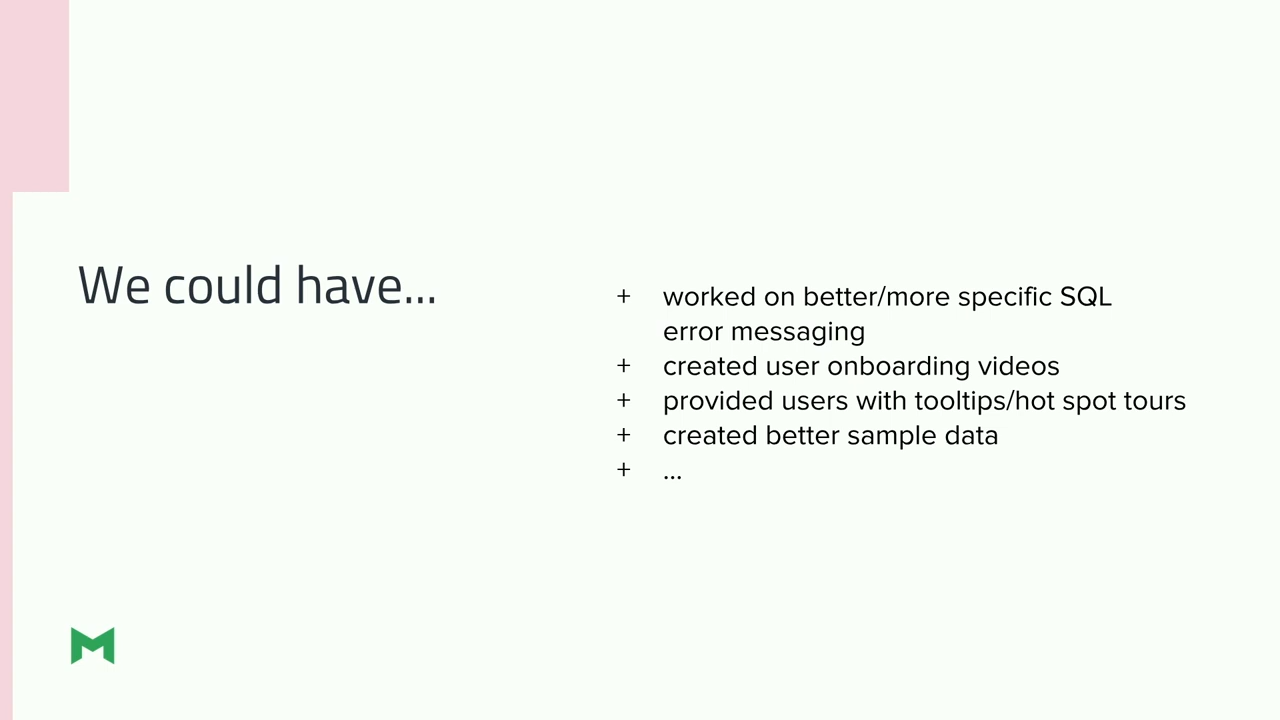 We could have...
+ worked on better/more specific SQL
error messaging
+ created user onboarding videos
+ provided users with tooltips/hot spot tours
+ created better sample data
+ ...